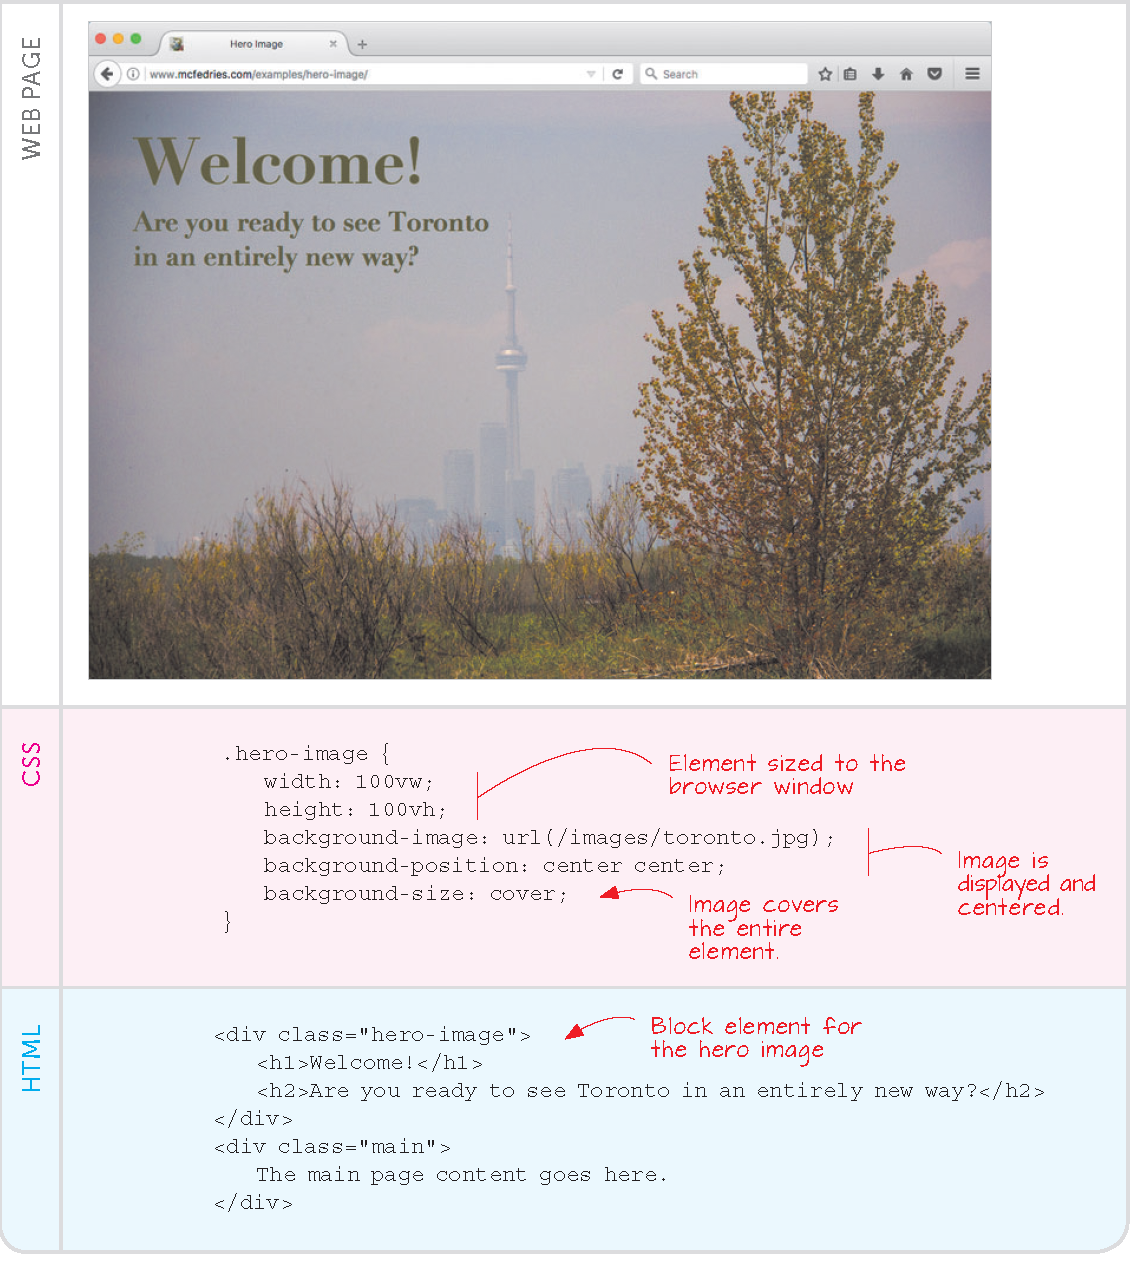 WEB PAGE
Hero Image
www.mcfedries.com/examples/hero-image/
Search
Welcome!
Are you ready to see Toronto
in an entirely new way?
CSS
.hero-image {
width: 100vw;
height: 100vh;
background-image: url(/images/toronto.jpg);
background-position: center center;
background-size: cover;
}
Element sized to the
browser window
Image is
displayed and
centered.
Image covers
the entire
element.
HTML
<div class="hero-image">
<h1>Welcome!</h1>
<h2>Are you ready to see Toronto in an entirely new way?</h2>
</div>
<div class="main">
The main page content goes here.
</div>
Block element for
the hero image